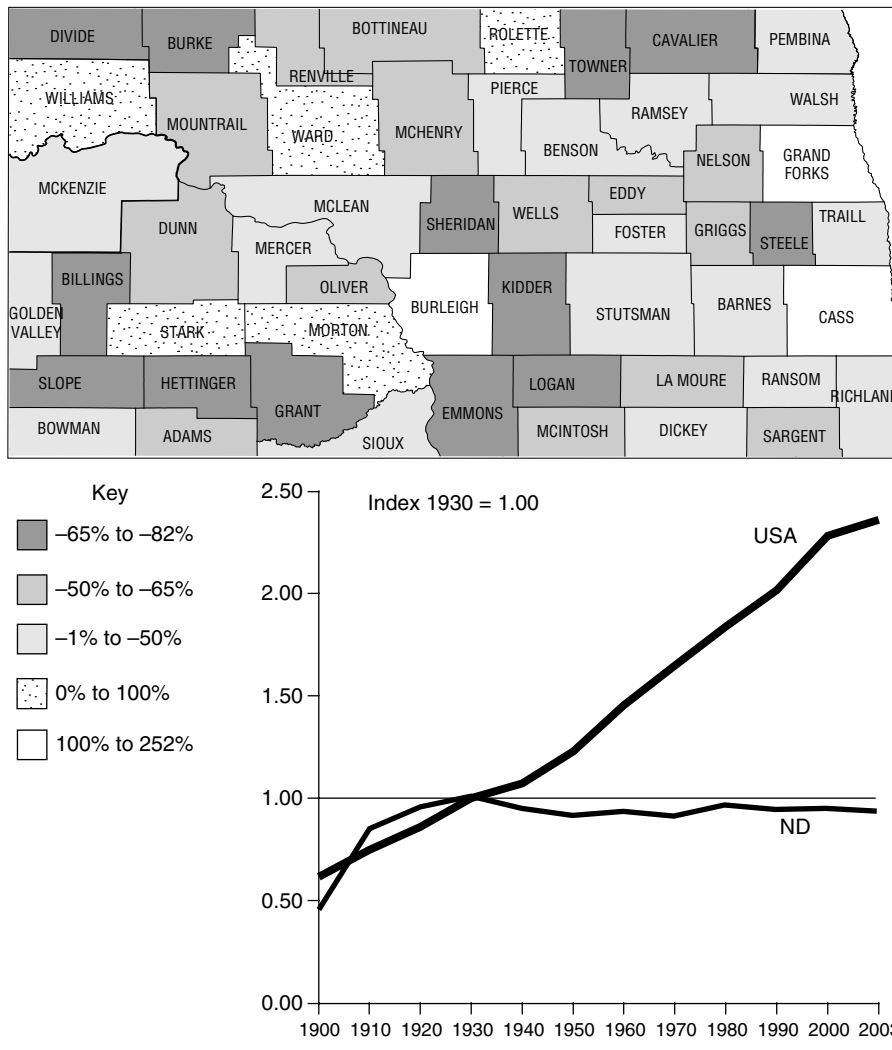 DIVIDE
BURKE
RENVILLE
BOTTINEAU
ROLETTE
TOWNER
CAVALIER
PEMBINA
WILLIAMS
MOUNTRAIL
WARD
MCHENRY
PIERCE
BENSON
RAMSEY
WALSH
NELSON
GRAND
FORKS
MCKENZIE
DUNN
MCLEAN
MERCER
SHERIDAN
WELLS
EDDY
FOSTER
GRIGGS
STEELE
TRAILL
BILLINGS
GOLDEN
VALLEY
STARK
OLIVER
MORTON
BURLEIGH
KIDDER
STUTSMAN
BARNES
CASS
SLOPE
HETTINGER
GRANT
EMMONS
LOGAN
LA MOURE
RANSOM
RICHLAN
BOWMAN
ADAMS
SIOUX
MCINTOSH
DICKEY
SARGENT
Key
–65% to –82%
–50% to –65%
–1% to –50%
0% to 100%
100% to 252%
Index 1930 = 1.00
USA
ND
2.50
2.00
1.50
1.00
0.50
0.00
1900 1910 1920 1930 1940 1950 1960 1970 1980 1990 2000 2003